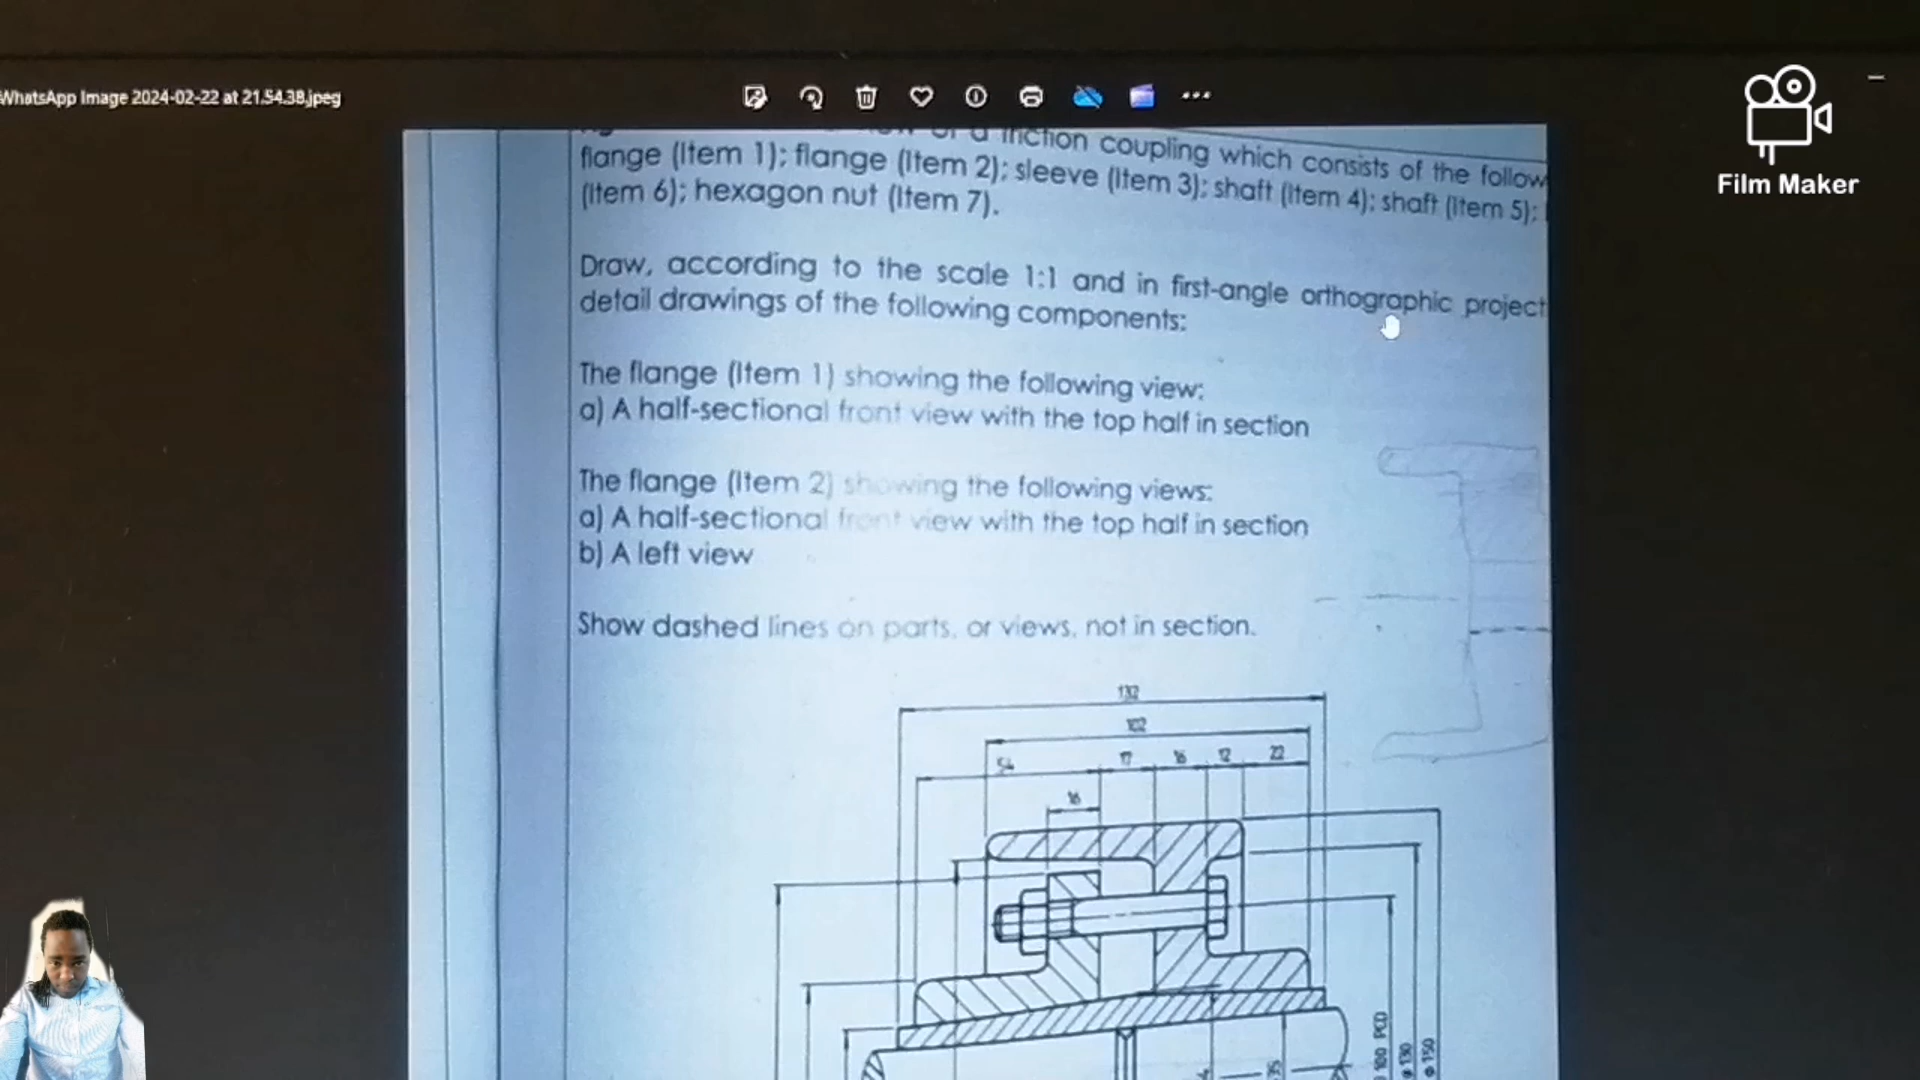 WhatsApp Image 2024-02-22 at 21.54.38.jpeg
Film Maker
of a friction coupling which consists of the follow
flange (Item 1); flange (Item 2); sleeve (Item 3); shaft (Item 4); shaft (Item 5);
(Item 6); hexagon nut (Item 7).
Draw, according to the scale 1:1 and in first-angle orthographic project
detail drawings of the following components:
The flange (Item 1) showing the following view:
a) A half-sectional front view with the top half in section
The flange (Item 2) showing the following views:
a) A half-sectional front view with the top half in section
b) A left view
Show dashed lines on parts, or views, not in section.
132
102
54 17 16 12 22
16
100 PCD
ø 130
ø 150